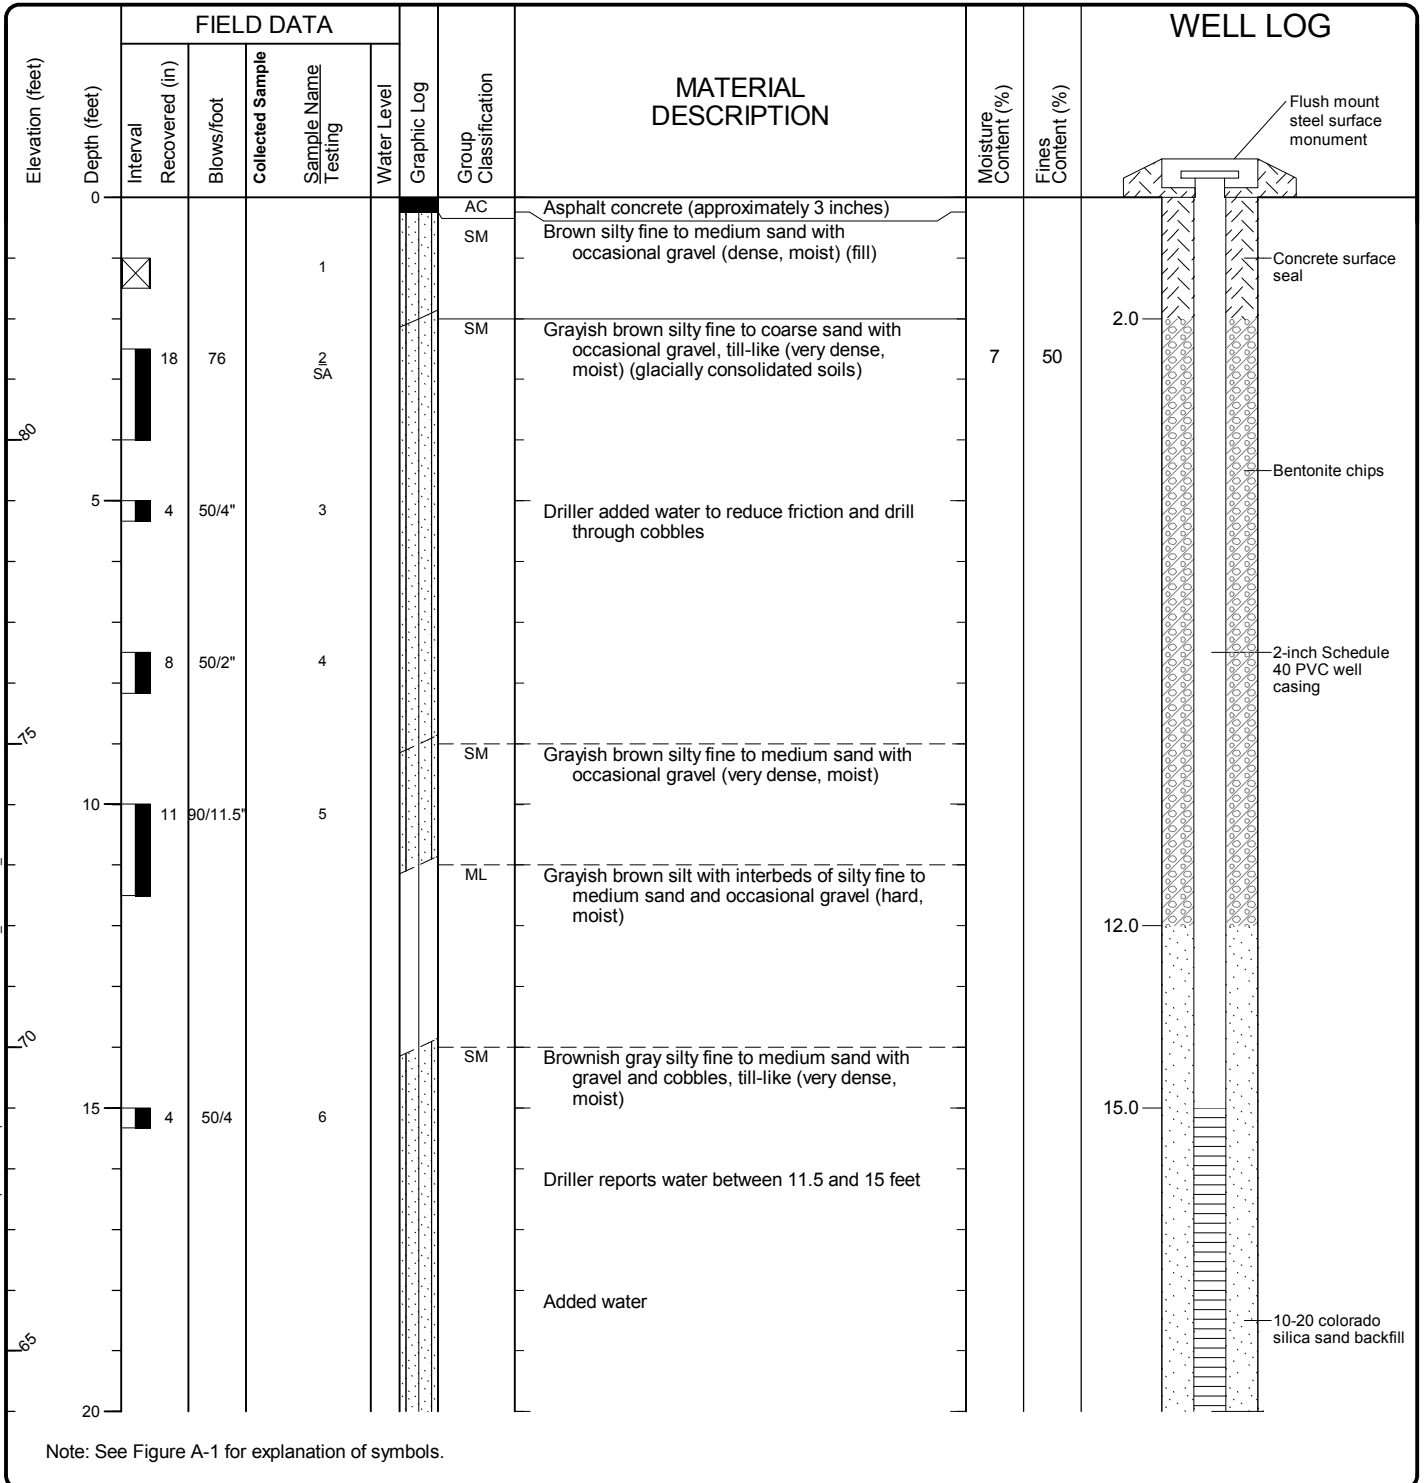 FIELD DATA
WELL LOG
Elevation (feet)
Depth (feet)
Interval
Recovered (in)
Blows/foot
Collected Sample
Sample Name
Testing
Water Level
Graphic Log
Group
Classification
MATERIAL
DESCRIPTION
Moisture
Content (%)
Fines
Content (%)
Flush mount
steel surface
monument
0
AC
Asphalt concrete (approximately 3 inches)
SM
Brown silty fine to medium sand with
occasional gravel (dense, moist) (fill)
1
Concrete surface
seal
2.0
SM
Grayish brown silty fine to coarse sand with
occasional gravel, till-like (very dense,
moist) (glacially consolidated soils)
18
76
2
SA
7
50
80
Bentonite chips
5
4
50/4"
3
Driller added water to reduce friction and drill
through cobbles
8
50/2"
4
2-inch Schedule
40 PVC well
casing
75
SM
Grayish brown silty fine to medium sand with
occasional gravel (very dense, moist)
10
11
90/11.5"
5
ML
Grayish brown silt with interbeds of silty fine to
medium sand and occasional gravel (hard,
moist)
12.0
70
SM
Brownish gray silty fine to medium sand with
gravel and cobbles, till-like (very dense,
moist)
15
4
50/4
6
15.0
Driller reports water between 11.5 and 15 feet
Added water
10-20 colorado
silica sand backfill
65
20
Note: See Figure A-1 for explanation of symbols.